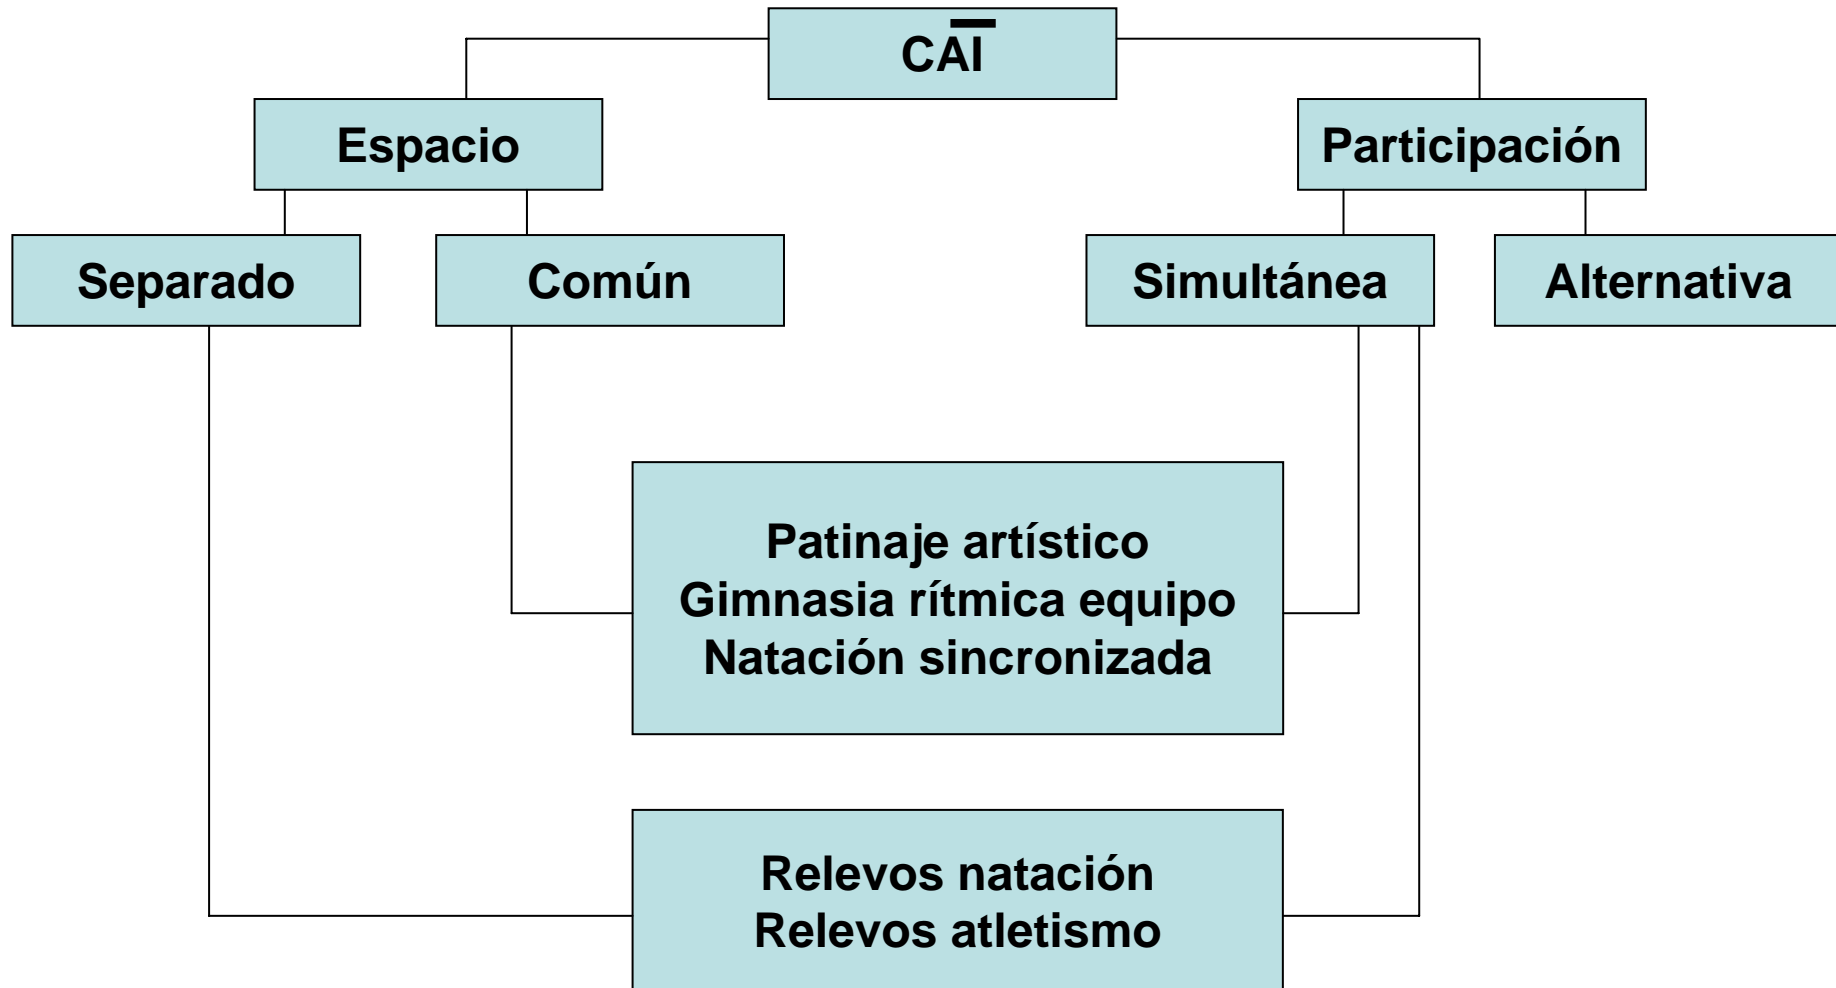 CAI̅
Espacio
Participación
Separado
Común
Simultánea
Alternativa
Patinaje artístico
Gimnasia rítmica equipo
Natación sincronizada
Relevos natación
Relevos atletismo